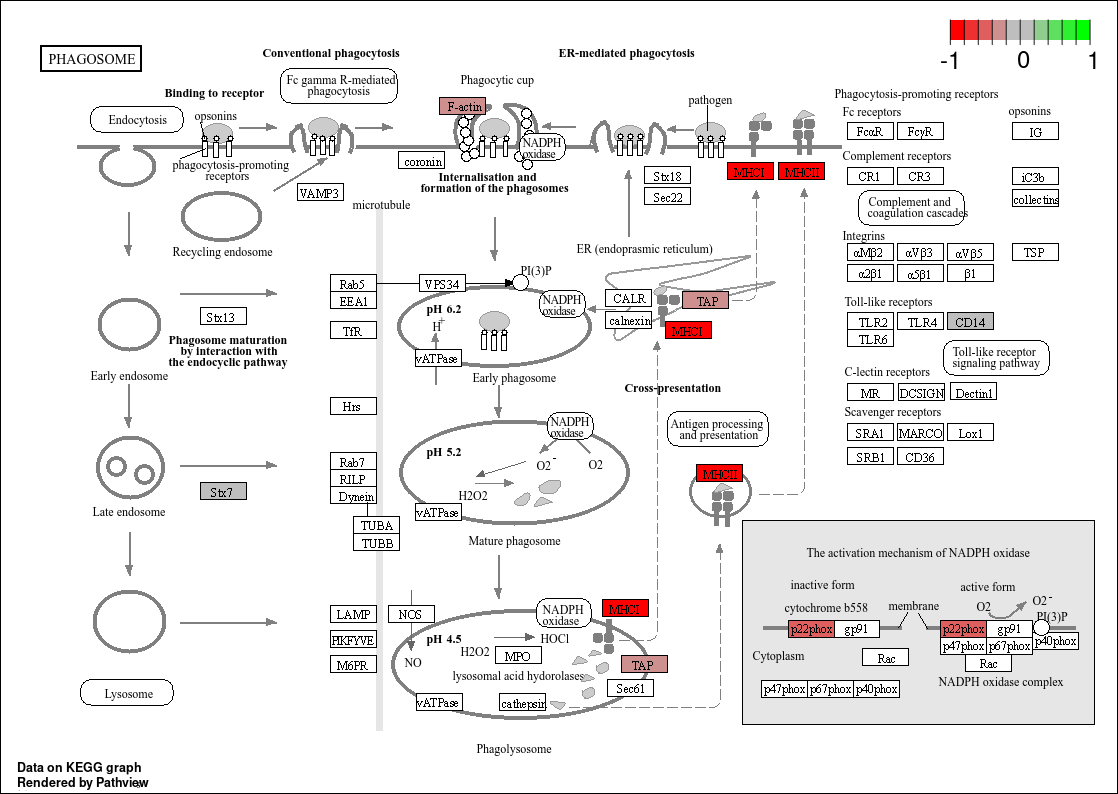 -1 0 1
PHAGOSOME
Conventional phagocytosis
ER-mediated phagocytosis
Fc gamma R-mediated
phagocytosis
Phagocytic cup
Binding to receptor
Endocytosis
opsonins
F-actin
pathogen
NADPH
oxidase
coronin
phagocytosis-promoting
receptors
Internalisation and
formation of the phagosomes
VAMP3
Stx18
Sec22
MHCI
MHCII
microtubule
Recycling endosome
ER (endoprasmic reticulum)
Phagocytosis-promoting receptors
Fc receptors
opsonins
FcαR
FcγR
IG
Complement receptors
CR1
CR3
iC3b
collectins
Complement and
coagulation cascades
Integrins
αMβ2
αVβ3
αVβ5
TSP
α2β1
α5β1
β1
Toll-like receptors
TLR2
TLR4
CD14
TLR6
Toll-like receptor
signaling pathway
C-lectin receptors
MR
DCSIGN
Dectin1
Scavenger receptors
SRA1
MARCO
Lox1
SRB1
CD36
Rab5
EEA1
VPS34
PI(3)P
TfR
pH 6.2
H+
NADPH
oxidase
vATPase
Early phagosome
CALR
calnexin
TAP
MHCI
Stx13
Phagosome maturation
by interaction with
the endocyclic pathway
Early endosome
Cross-presentation
Hrs
Antigen processing
and presentation
NADPH
oxidase
pH 5.2
O2-
O2
H2O2
vATPase
Mature phagosome
MHCII
Rab7
RILP
Dynein
Stx7
Late endosome
TUBA
TUBB
LAMP
NOS
PIKFYVE
M6PR
NO
NADPH
oxidase
MHCI
pH 4.5
H2O2
HOCl
MPO
lysosomal acid hydorolases
TAP
Sec61
vATPase
cathepsin
Lysosome
Phagolysosome
The activation mechanism of NADPH oxidase
inactive form
active form
cytochrome b558
membrane
O2
O2-
PI(3)P
p22phox
gp91
p22phox
gp91
p47phox
p67phox
p40phox
Cytoplasm
Rac
Rac
p47phox
p67phox
p40phox
NADPH oxidase complex
Data on KEGG graph
Rendered by Pathview